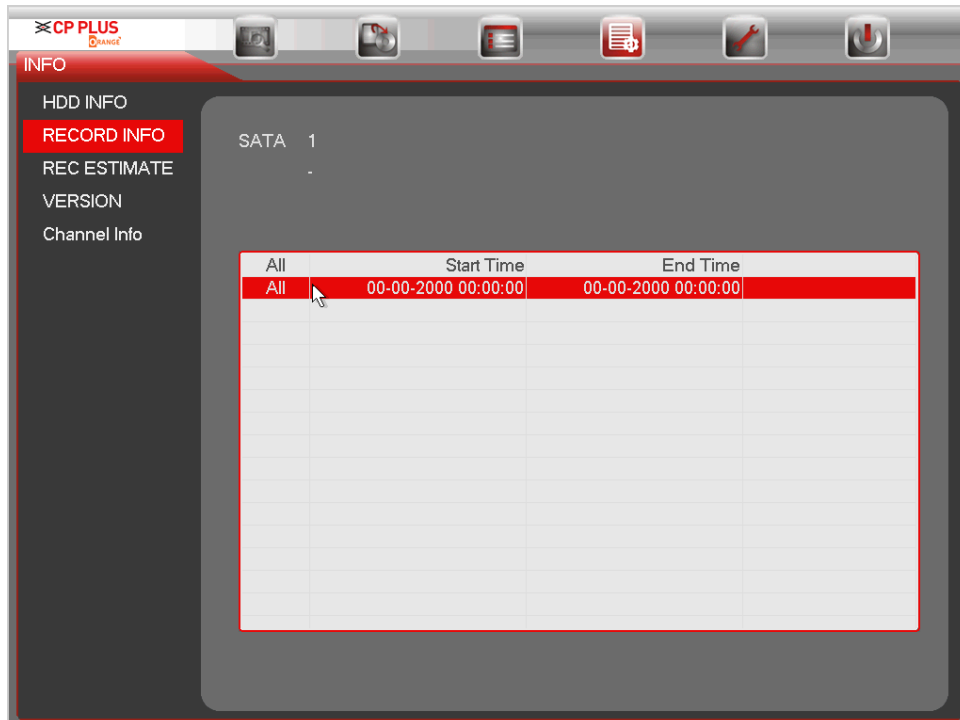 CP PLUS
ORANGE
INFO
HDD INFO
RECORD INFO
REC ESTIMATE
VERSION
Channel Info
SATA 1
-
All Start Time End Time
All 00-00-2000 00:00:00 00-00-2000 00:00:00